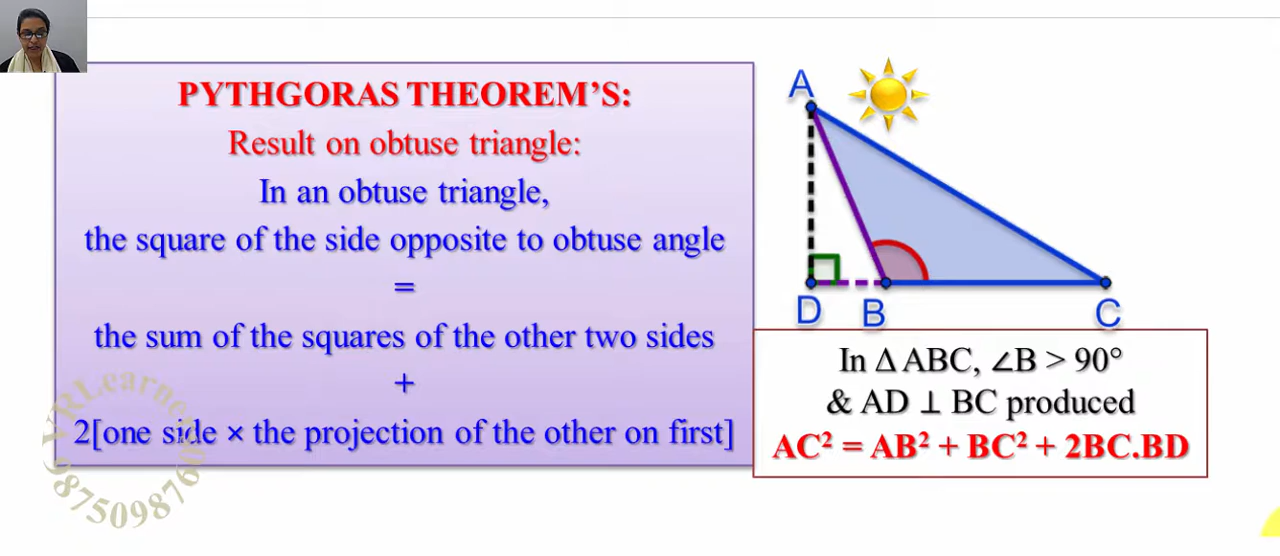 PYTHGORAS THEOREM'S:
Result on obtuse triangle:
In an obtuse triangle,
the square of the side opposite to obtuse angle
=
the sum of the squares of the other two sides
+
2[one side × the projection of the other on first]
A
D
B
C
In Δ ABC, ∠B > 90°
& AD ⊥ BC produced
AC² = AB² + BC² + 2BC.BD